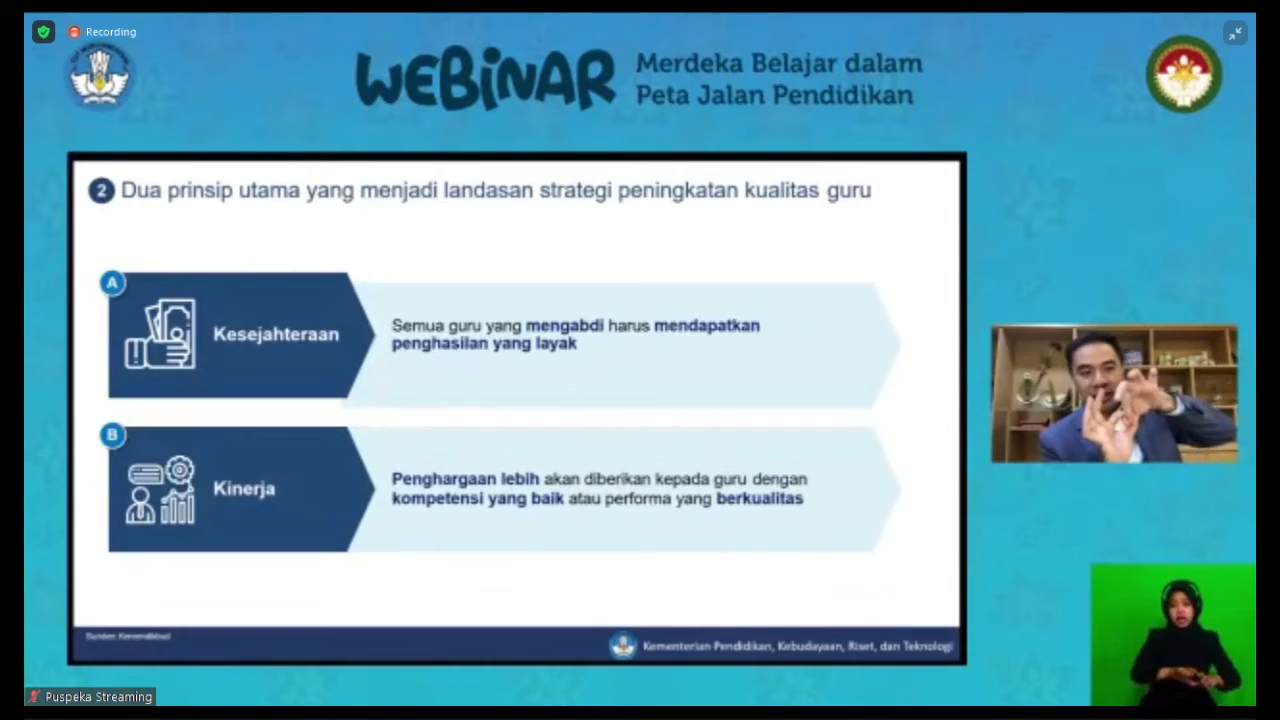 Recording
WEBINAR
Merdeka Belajar dalam
Peta Jalan Pendidikan
2 Dua prinsip utama yang menjadi landasan strategi peningkatan kualitas guru
A
Kesejahteraan
Semua guru yang mengabdi harus mendapatkan
penghasilan yang layak
B
Kinerja
Penghargaan lebih akan diberikan kepada guru dengan
kompetensi yang baik atau performa yang berkualitas
Sumber: Kemendikbud
Kementerian Pendidikan, Kebudayaan, Riset, dan Teknologi
Puspeka Streaming